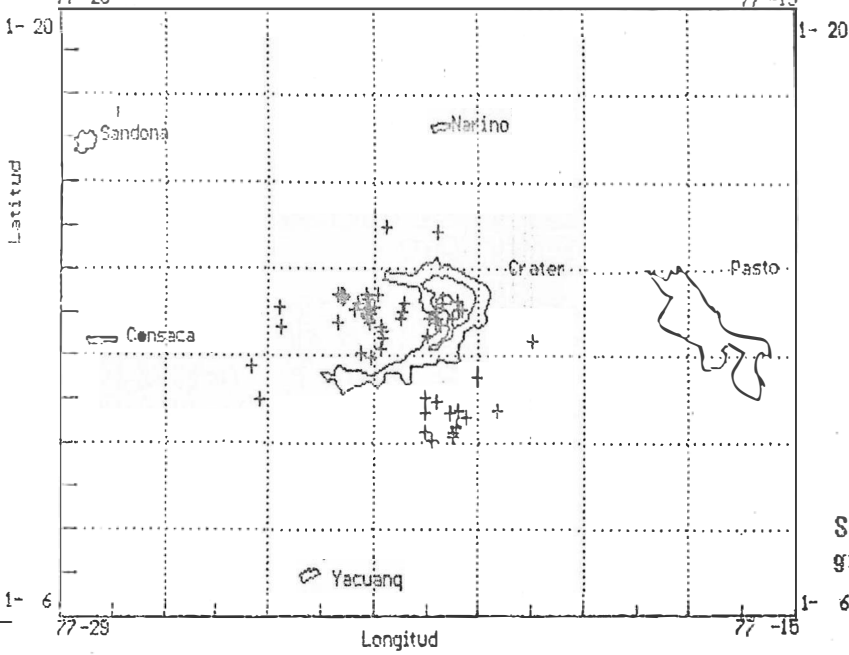 1- 20
1- 20
Sandona
Narino
Latitud
Crater
Pasto
Consaca
Yacuanq
1- 6
1- 6
77 -29
77 -15
Longitud